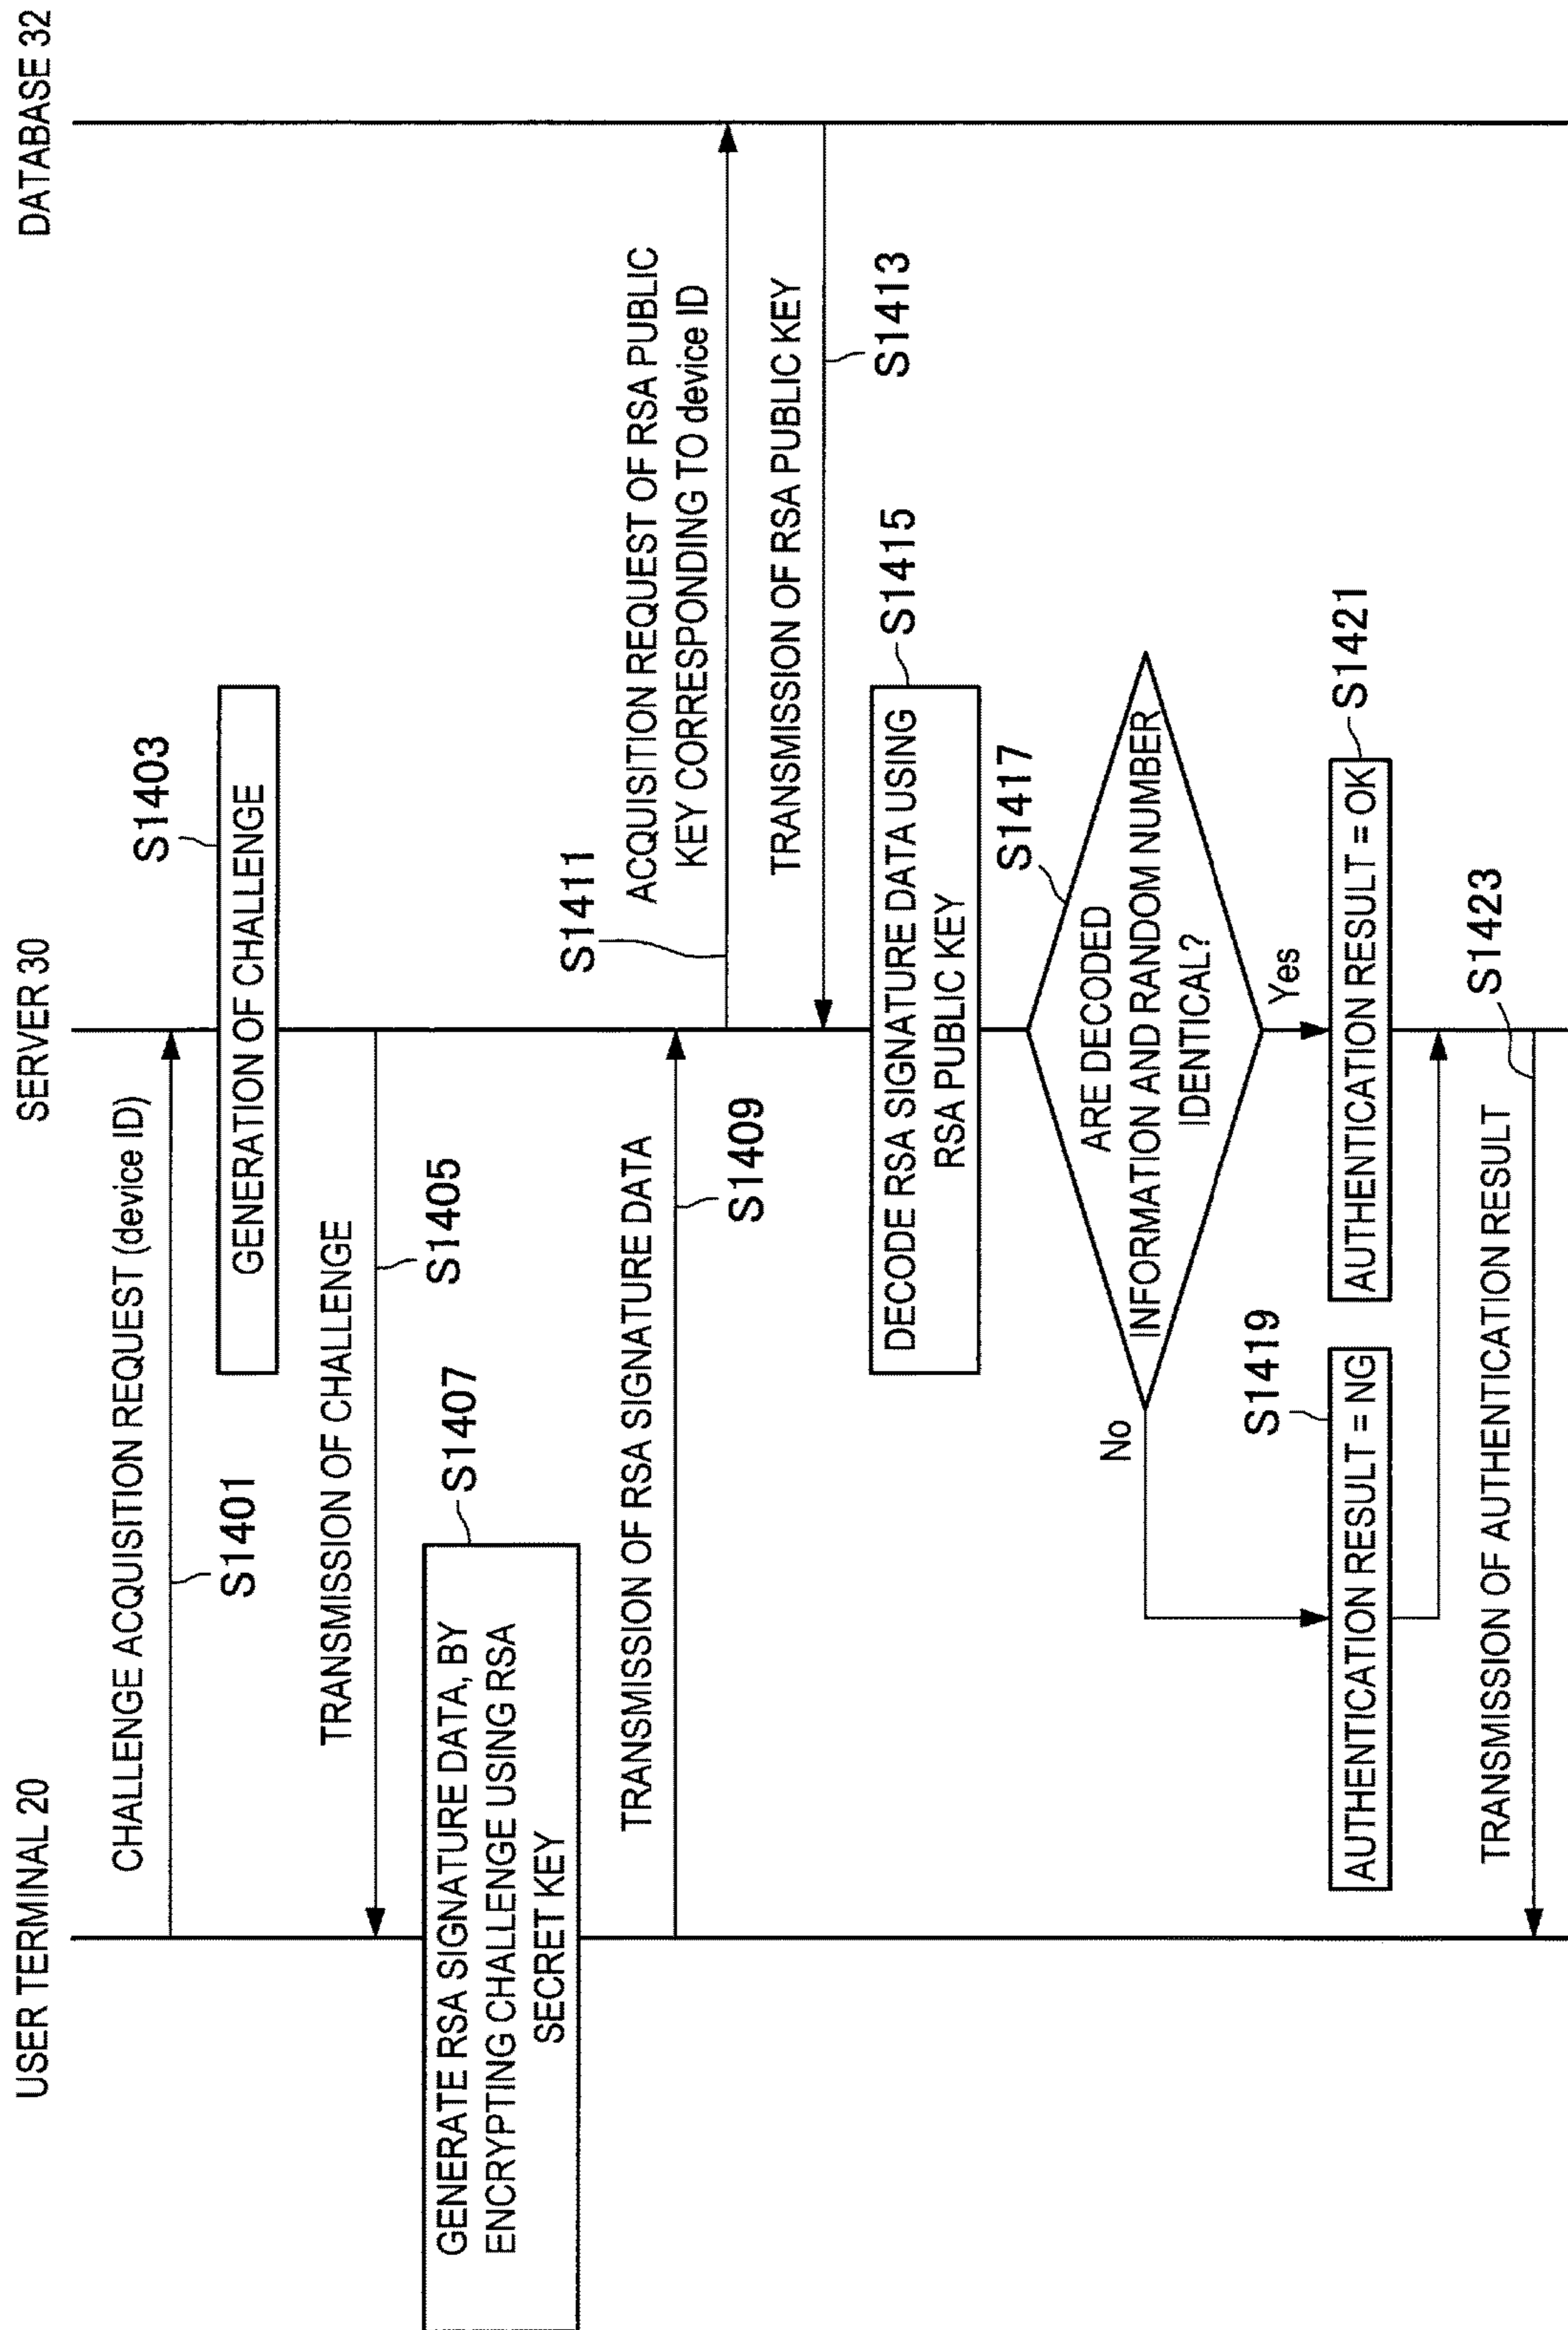 USER TERMINAL 20
SERVER 30
DATABASE 32
CHALLENGE ACQUISITION REQUEST (device ID)
S1401
S1403
GENERATION OF CHALLENGE
TRANSMISSION OF CHALLENGE
S1405
S1407
GENERATE RSA SIGNATURE DATA, BY
ENCRYPTING CHALLENGE USING RSA
SECRET KEY
TRANSMISSION OF RSA SIGNATURE DATA
S1409
S1411
ACQUISITION REQUEST OF RSA PUBLIC
KEY CORRESPONDING TO device ID
TRANSMISSION OF RSA PUBLIC KEY
S1413
S1415
DECODE RSA SIGNATURE DATA USING
RSA PUBLIC KEY
S1417
ARE DECODED
INFORMATION AND RANDOM NUMBER
IDENTICAL?
No
Yes
S1419
AUTHENTICATION RESULT = NG
S1421
AUTHENTICATION RESULT = OK
TRANSMISSION OF AUTHENTICATION RESULT
S1423